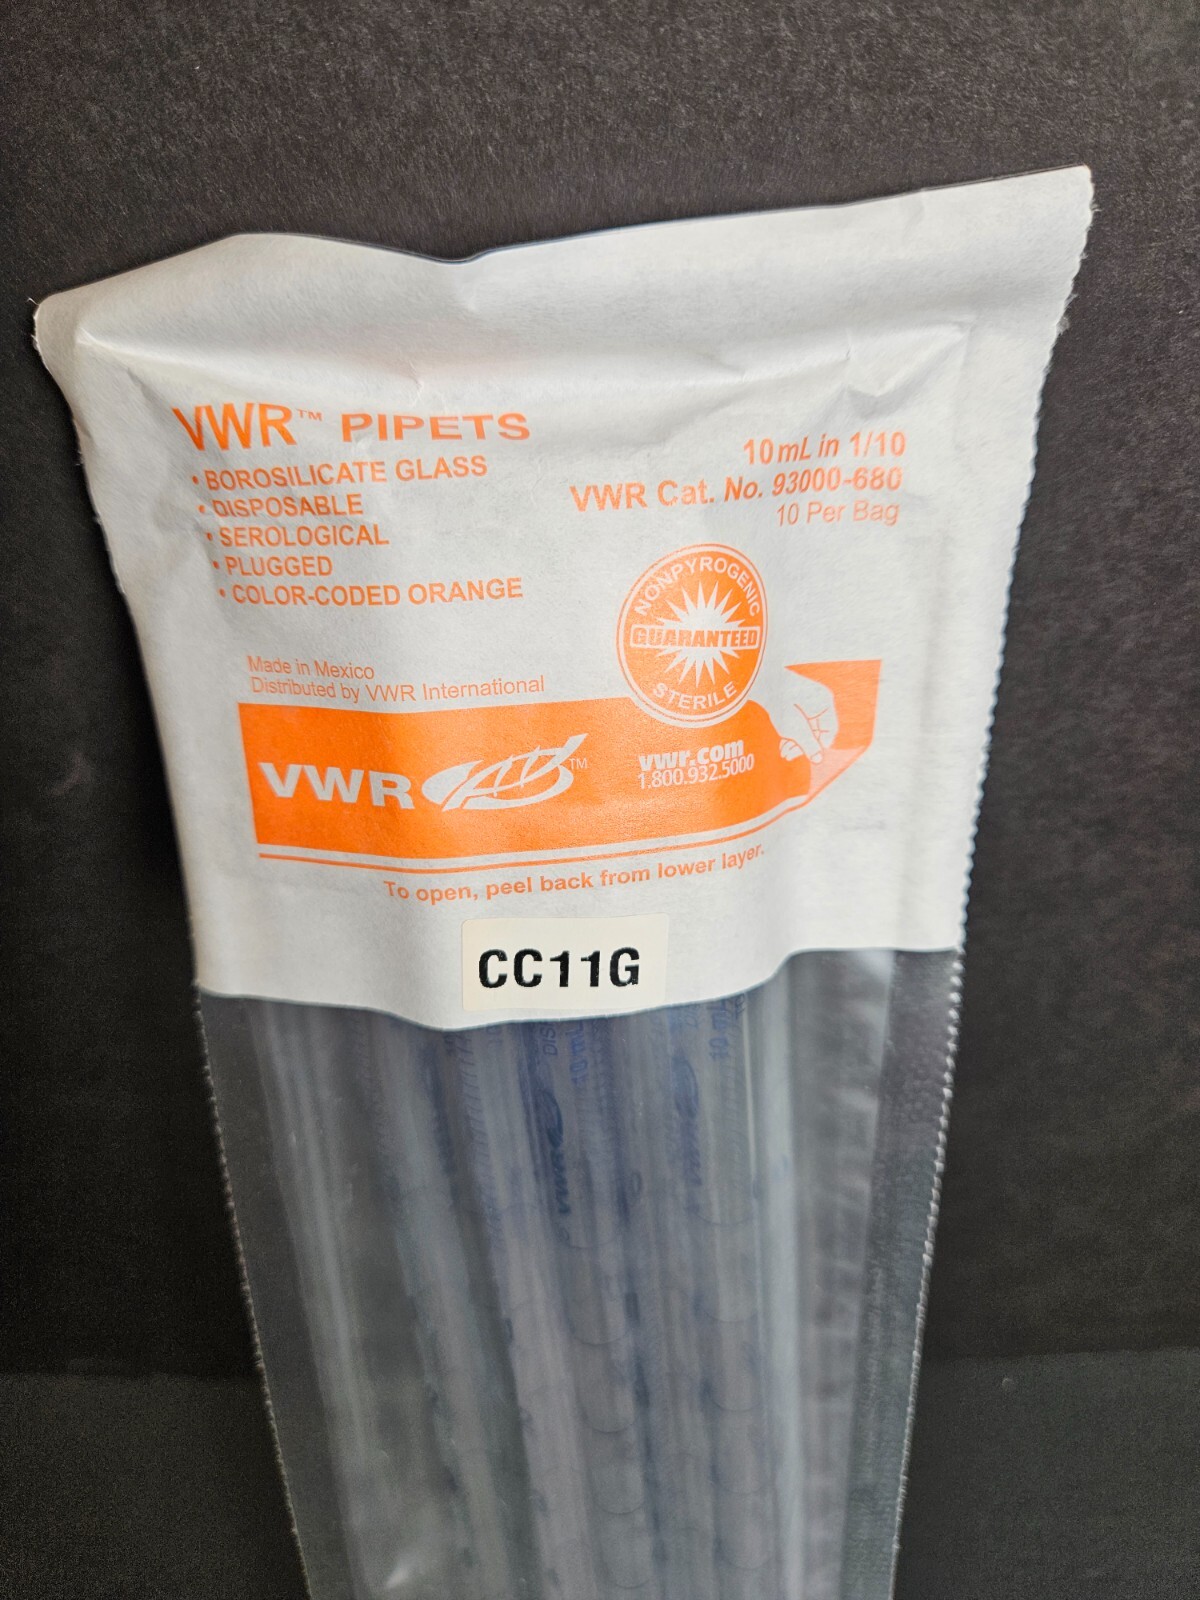 VWR™ PIPETS
• BOROSILICATE GLASS
• DISPOSABLE
• SEROLOGICAL
• PLUGGED
• COLOR-CODED ORANGE
10 mL in 1/10
VWR Cat. No. 93000-680
10 Per Bag
NONPYROGENIC
GUARANTEED
STERILE
Made in Mexico
Distributed by VWR International
VWR™
vwr.com
1.800.932.5000
To open, peel back from lower layer.
CC11G